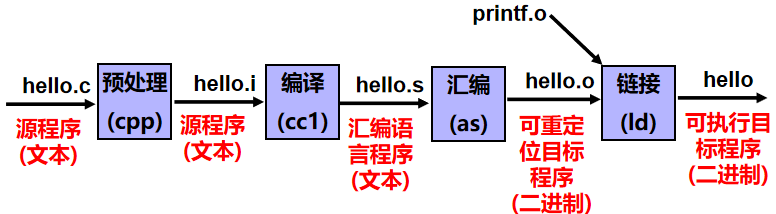 printf.o
hello.c
预处理
(cpp)
hello.i
编译
(cc1)
hello.s
汇编
(as)
hello.o
链接
(ld)
hello
源程序
(文本)
源程序
(文本)
汇编语
言程序
(文本)
可重定
位目标
程序
(二进制)
可执行目
标程序
(二进制)